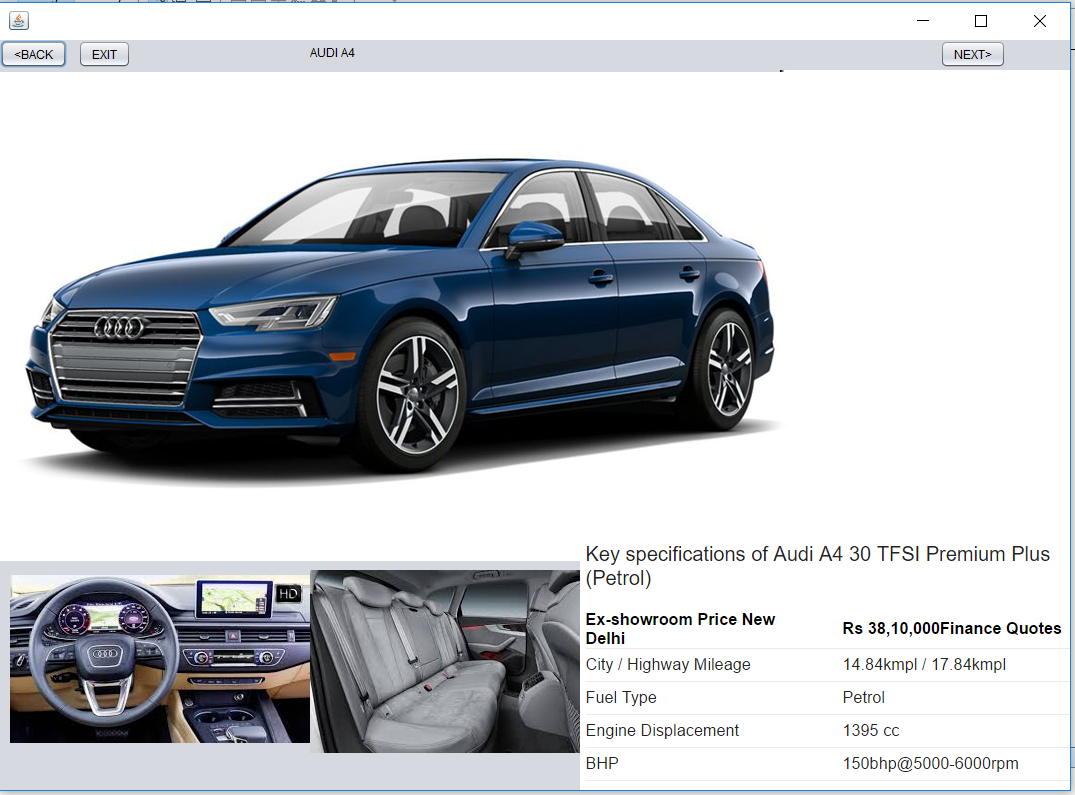 <BACK EXIT AUDI A4 NEXT>
HD
Key specifications of Audi A4 30 TFSI Premium Plus
(Petrol)
Ex-showroom Price New
Delhi
Rs 38,10,000Finance Quotes
City / Highway Mileage 14.84kmpl / 17.84kmpl
Fuel Type Petrol
Engine Displacement 1395 cc
BHP 150bhp@5000-6000rpm